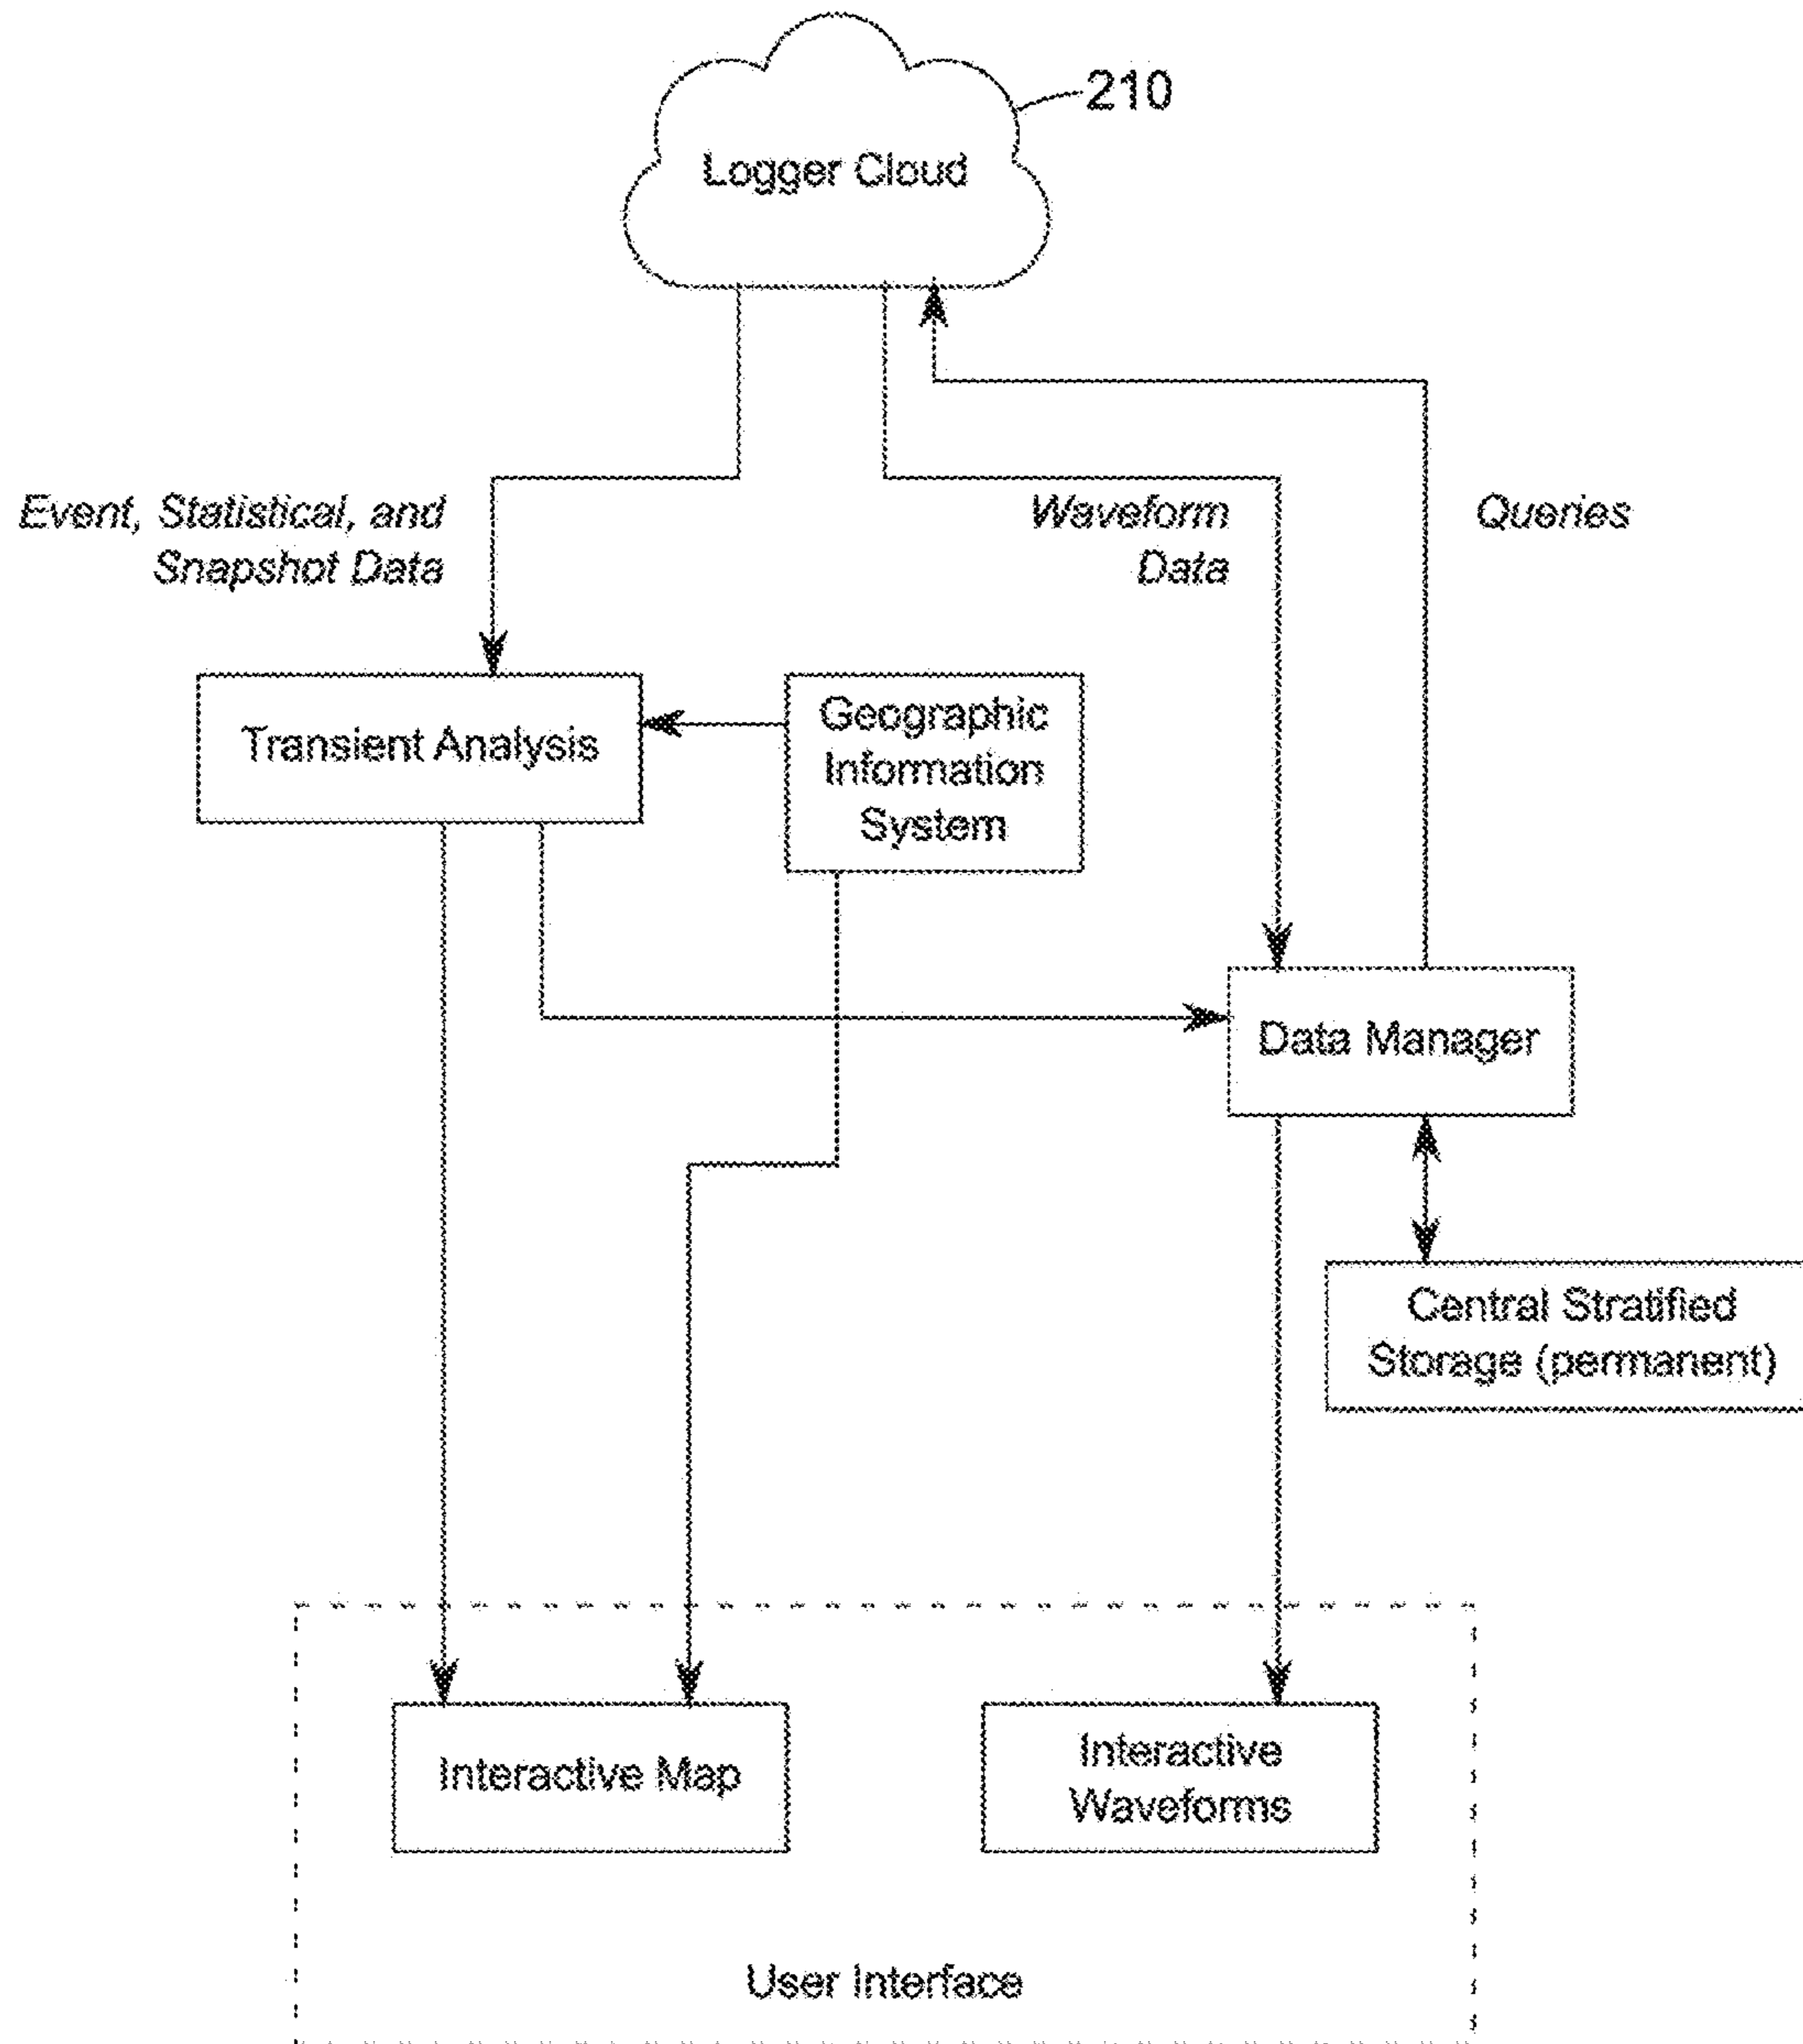 210
Logger Cloud
Event, Statistical, and
Snapshot Data
Waveform
Data
Queries
Transient Analysis
Geographic
Information
System
Data Manager
Central Stratified
Storage (permanent)
Interactive Map
Interactive
Waveforms
User Interface